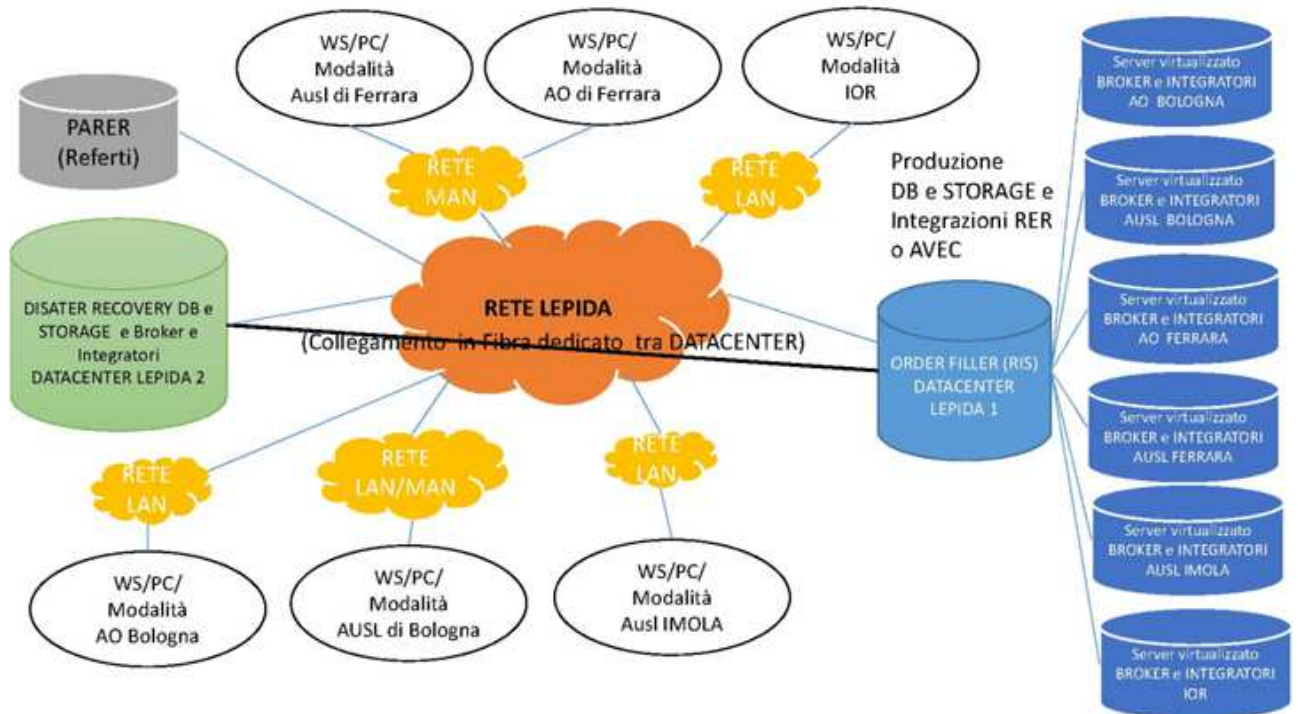 WS/PC/
Modalità
Ausl di Ferrara
WS/PC/
Modalità
AO di Ferrara
WS/PC/
Modalità
IOR
PARER
(Referti)
RETE
MAN
RETE
LAN
Produzione
DB e STORAGE e
Integrazioni RER
o AVEC
DISATER RECOVERY DB e
STORAGE e Broker e
Integratori
DATACENTER LEPIDA 2
RETE LEPIDA
(Collegamento in Fibra dedicato tra DATACENTER)
ORDER FILLER (RIS)
DATACENTER
LEPIDA 1
RETE
LAN
RETE
LAN/MAN
RETE
LAN
WS/PC/
Modalità
AO Bologna
WS/PC/
Modalità
AUSL di Bologna
WS/PC/
Modalità
Ausl IMOLA
Server virtualizzato
BROKER e INTEGRATORI
AO BOLOGNA
Server virtualizzato
BROKER e INTEGRATORI
AUSL BOLOGNA
Server virtualizzato
BROKER e INTEGRATORI
AO FERRARA
Server virtualizzato
BROKER e INTEGRATORI
AUSL FERRARA
Server virtualizzato
BROKER e INTEGRATORI
AUSL IMOLA
Server virtualizzato
BROKER e INTEGRATORI
IOR